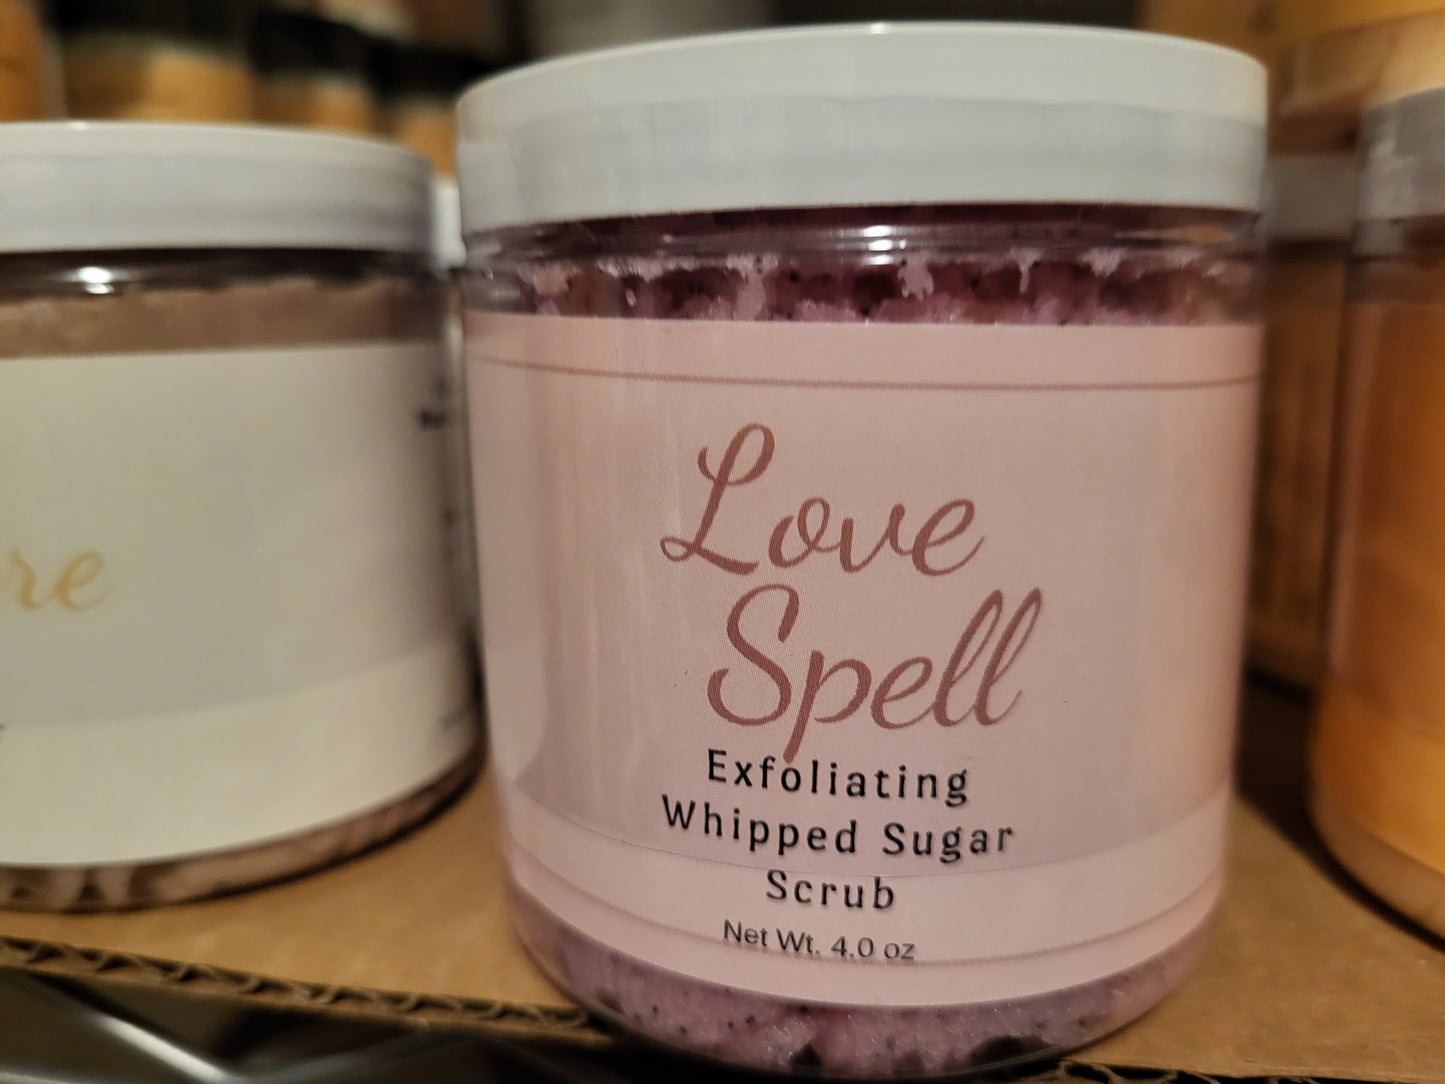 Love
Spell
Exfoliating
Whipped Sugar
Scrub
Net Wt. 4.0 oz